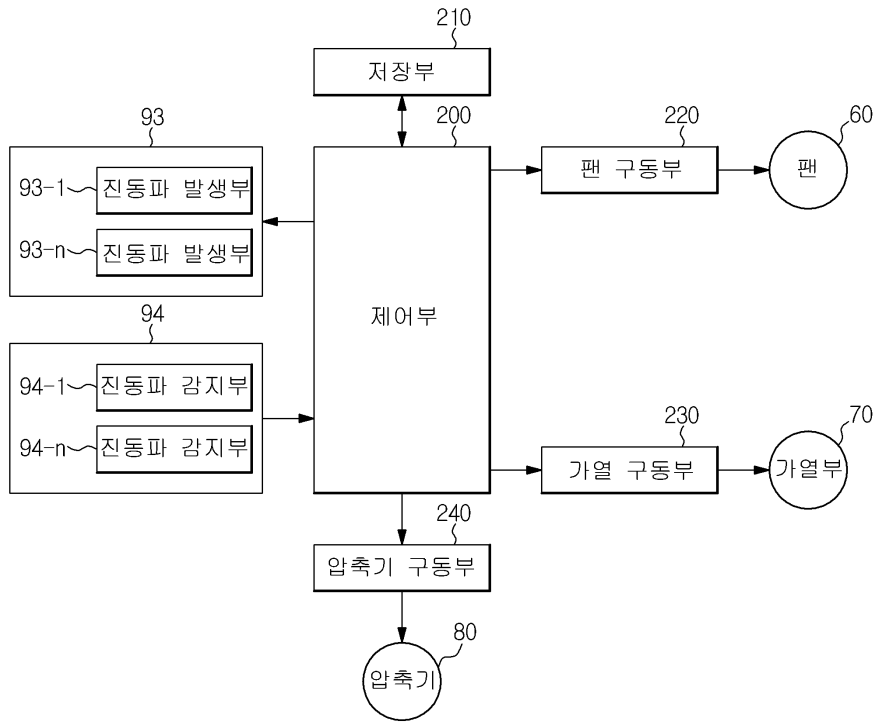 210
저장부
93
200
220
60
93-1
진동파 발생부
팬 구동부
팬
93-n
진동파 발생부
제어부
94
94-1
진동파 감지부
94-n
진동파 감지부
230
70
가열 구동부
가열부
240
압축기 구동부
80
압축기